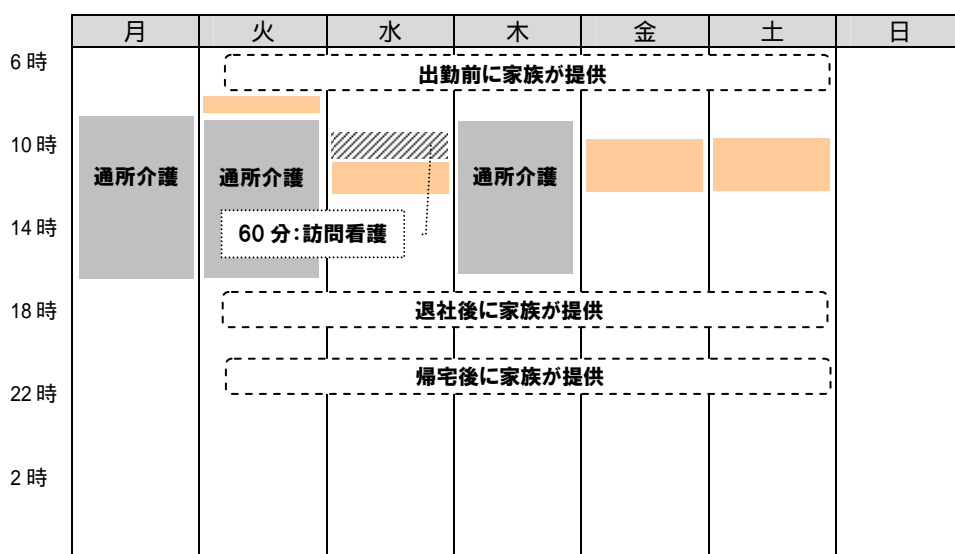 月 火 水 木 金 土 日
6時
出勤前に家族が提供
10時
通所介護 通所介護 通所介護
14時
60分:訪問看護
18時
退社後に家族が提供
帰宅後に家族が提供
22時
2時